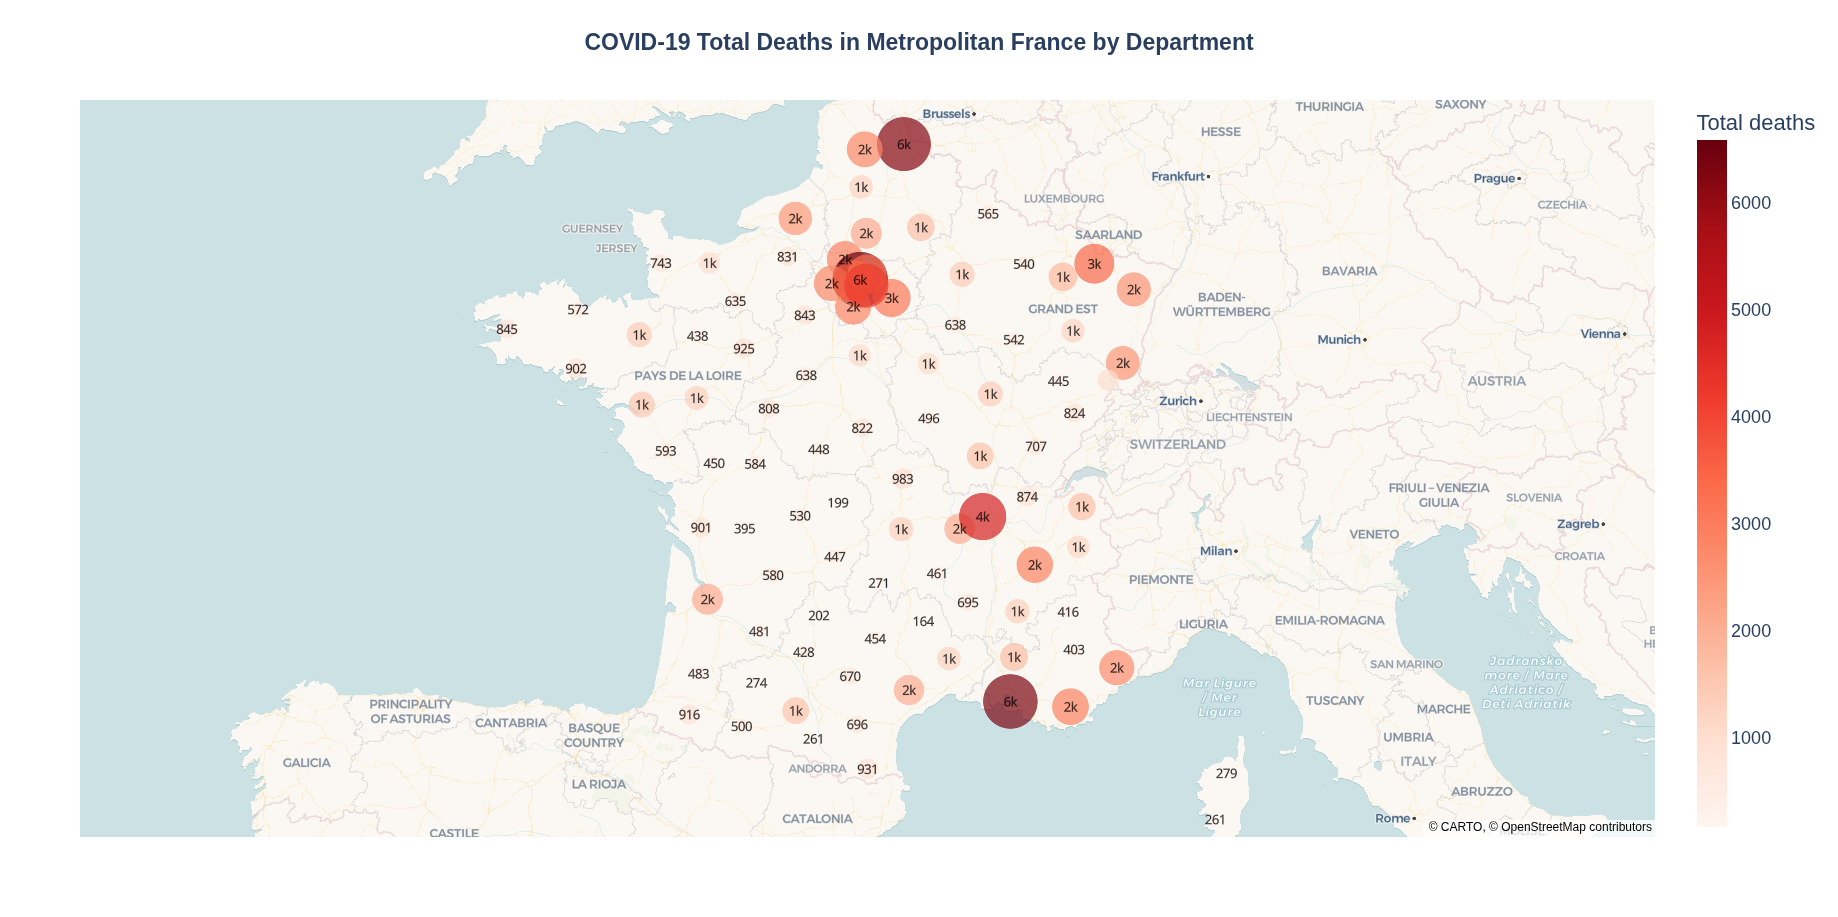 COVID-19 Total Deaths in Metropolitan France by Department
THURINGIA
SAXONY
Brussels
HESSE
6k
2k
Frankfurt
Prague
1k
LUXEMBOURG
CZECHIA
565
2k
GUERNSEY
1k
2k
SAARLAND
JERSEY
831
743
1k
2k
540
3k
BAVARIA
1k
1k
6k
2k
2k
3k
BADEN-
WÜRTTEMBERG
635
2k
GRAND EST
572
843
638
845
1k
1k
438
542
Munich
Vienna
925
1k
902
1k
2k
PAYS DE LA LOIRE
638
445
AUSTRIA
1k
1k
1k
Zurich
808
824
LIECHTENSTEIN
496
822
SWITZERLAND
707
593
448
1k
450
584
983
FRIULI – VENEZIA
GIULIA
874
SLOVENIA
199
1k
530
4k
901
395
1k
2k
Zagreb
VENETO
1k
Milan
447
CROATIA
2k
461
580
271
PIEMONTE
2k
695
1k
416
202
164
LIGURIA
EMILIA-ROMAGNA
481
454
403
428
1k
1k
2k
SAN MARINO
Jadransko
more / Mare
Adriatico /
Deti Adriatik
483
670
274
Mar Ligure
/ Mer
Ligure
2k
TUSCANY
6k
2k
MARCHE
PRINCIPALITY
OF ASTURIAS
916
1k
CANTABRIA
500
696
BASQUE
COUNTRY
261
UMBRIA
GALICIA
ANDORRA
931
279
ITALY
LA RIOJA
ABRUZZO
CATALONIA
261
Rome
CASTILE
© CARTO, © OpenStreetMap contributors
Total deaths
6000
5000
4000
3000
2000
1000